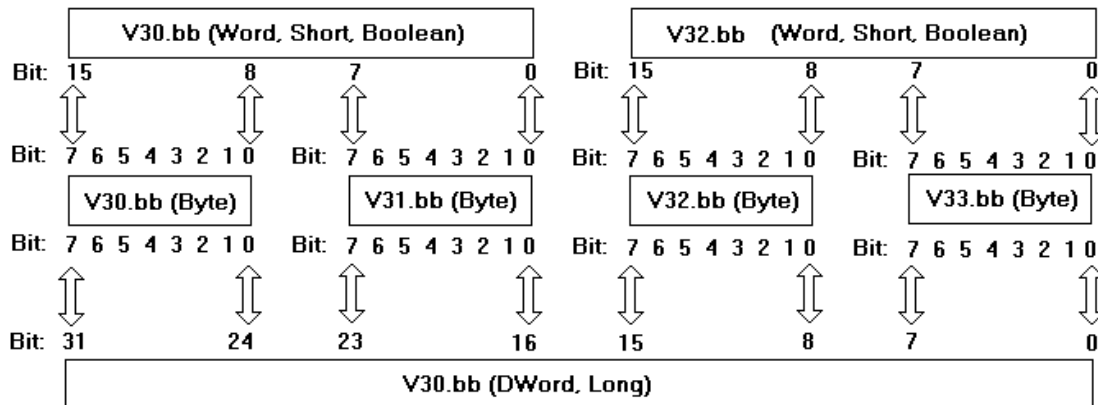 V30.bb (Word, Short, Boolean) V32.bb (Word, Short, Boolean)
Bit: 15 8 7 0 Bit: 15 8 7 0
Bit: 7 6 5 4 3 2 1 0 Bit: 7 6 5 4 3 2 1 0 Bit: 7 6 5 4 3 2 1 0 Bit: 7 6 5 4 3 2 1 0
V30.bb (Byte) V31.bb (Byte) V32.bb (Byte) V33.bb (Byte)
Bit: 7 6 5 4 3 2 1 0 Bit: 7 6 5 4 3 2 1 0 Bit: 7 6 5 4 3 2 1 0 Bit: 7 6 5 4 3 2 1 0
Bit: 31 24 23 16 15 8 7 0
V30.bb (DWord, Long)